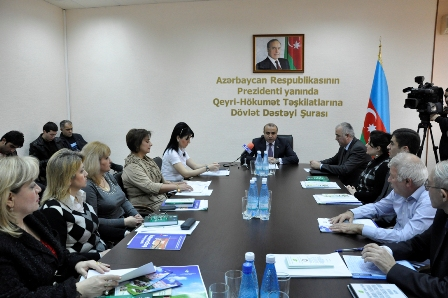 Azərbaycan Respublikasının
Prezidenti yanında
Qeyri-Hökumət Təşkilatlarına
Dövlət Dəstəyi Şurası